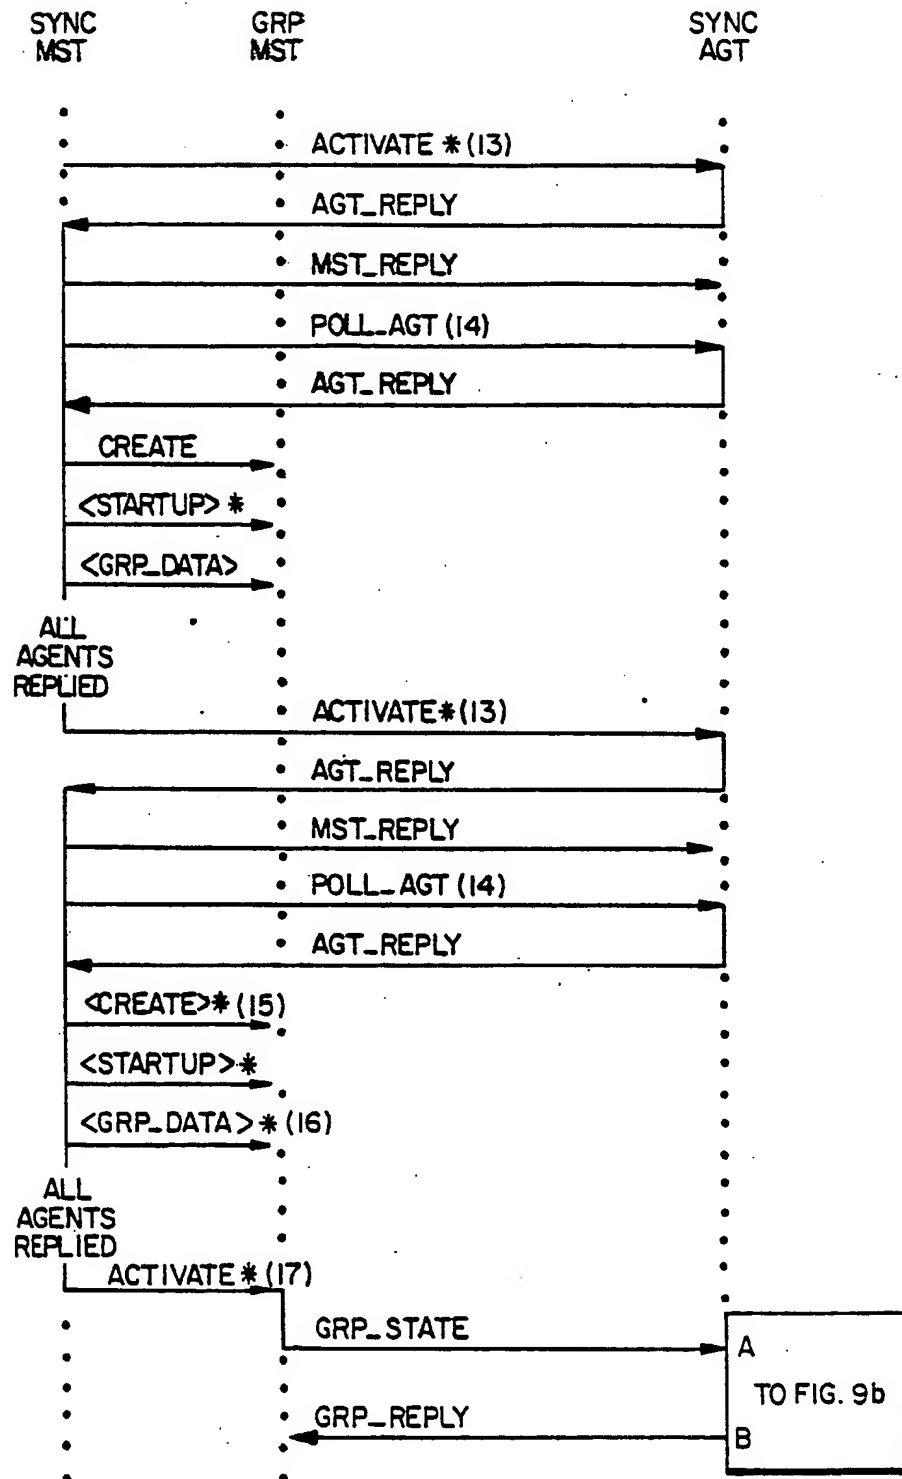 SYNC
MST
GRP
MST
SYNC
AGT
ACTIVATE * (13)
AGT_REPLY
MST_REPLY
POLL_AGT (14)
AGT_REPLY
CREATE
<STARTUP> *
<GRP_DATA>
ALL
AGENTS
REPLIED
ACTIVATE * (13)
AGT_REPLY
MST_REPLY
POLL_AGT (14)
AGT_REPLY
<CREATE> * (15)
<STARTUP> *
<GRP_DATA> * (16)
ALL
AGENTS
REPLIED
ACTIVATE * (17)
GRP_STATE
A
TO FIG. 9b
GRP_REPLY
B